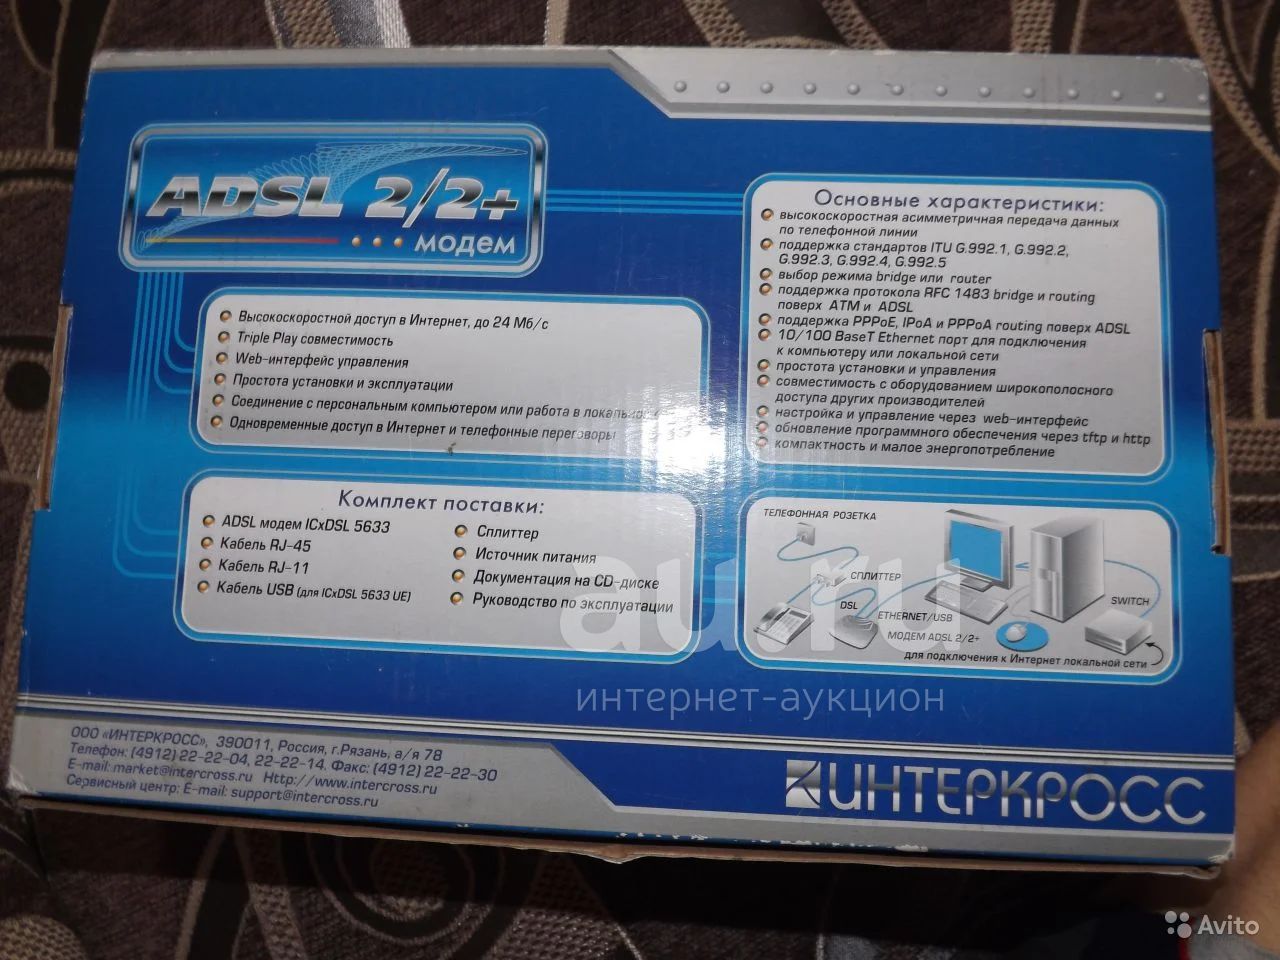 ADSL 2/2+
модем
Высокоскоростной доступ в Интернет, до 24 Мб/с
Triple Play совместимость
Web-интерфейс управления
Простота установки и эксплуатации
Соединение с персональным компьютером или работа в локальной
Одновременные доступ в Интернет и телефонные переговоры
Комплект поставки:
ADSL модем ICxDSL 5633
Кабель RJ-45
Кабель RJ-11
Кабель USB (для ICxDSL 5633 UE)
Сплиттер
Источник питания
Документация на CD-диске
Руководство по эксплуатации
Основные характеристики:
высокоскоростная асимметричная передача данных
по телефонной линии
поддержка стандартов ITU G.992.1, G.992.2,
G.992.3, G.992.4, G.992.5
выбор режима bridge или router
поддержка протокола RFC 1483 bridge и routing
поверх ATM и ADSL
поддержка PPPoE, IPoA и PPPoA routing поверх ADSL
10/100 BaseT Ethernet порт для подключения
к компьютеру или локальной сети
простота установки и управления
совместимость с оборудованием широкополосного
доступа других производителей
настройка и управление через web-интерфейс
обновление программного обеспечения через tftp и http
компактность и малое энергопотребление
ТЕЛЕФОННАЯ РОЗЕТКА
СПЛИТТЕР
DSL
ETHERNET/USB
SWITCH
МОДЕМ ADSL 2/2+
для подключения к Интернет локальной сети
au.ru
интернет-аукцион
ООО «ИНТЕРКРОСС», 390011, Россия, г.Рязань, а/я 78
Телефон: (4912) 22-22-04, 22-22-14. Факс: (4912) 22-22-30
E-mail: market@intercross.ru Http://www.intercross.ru
Сервисный центр: E-mail: support@intercross.ru
ИНТЕРКРОСС
Avito